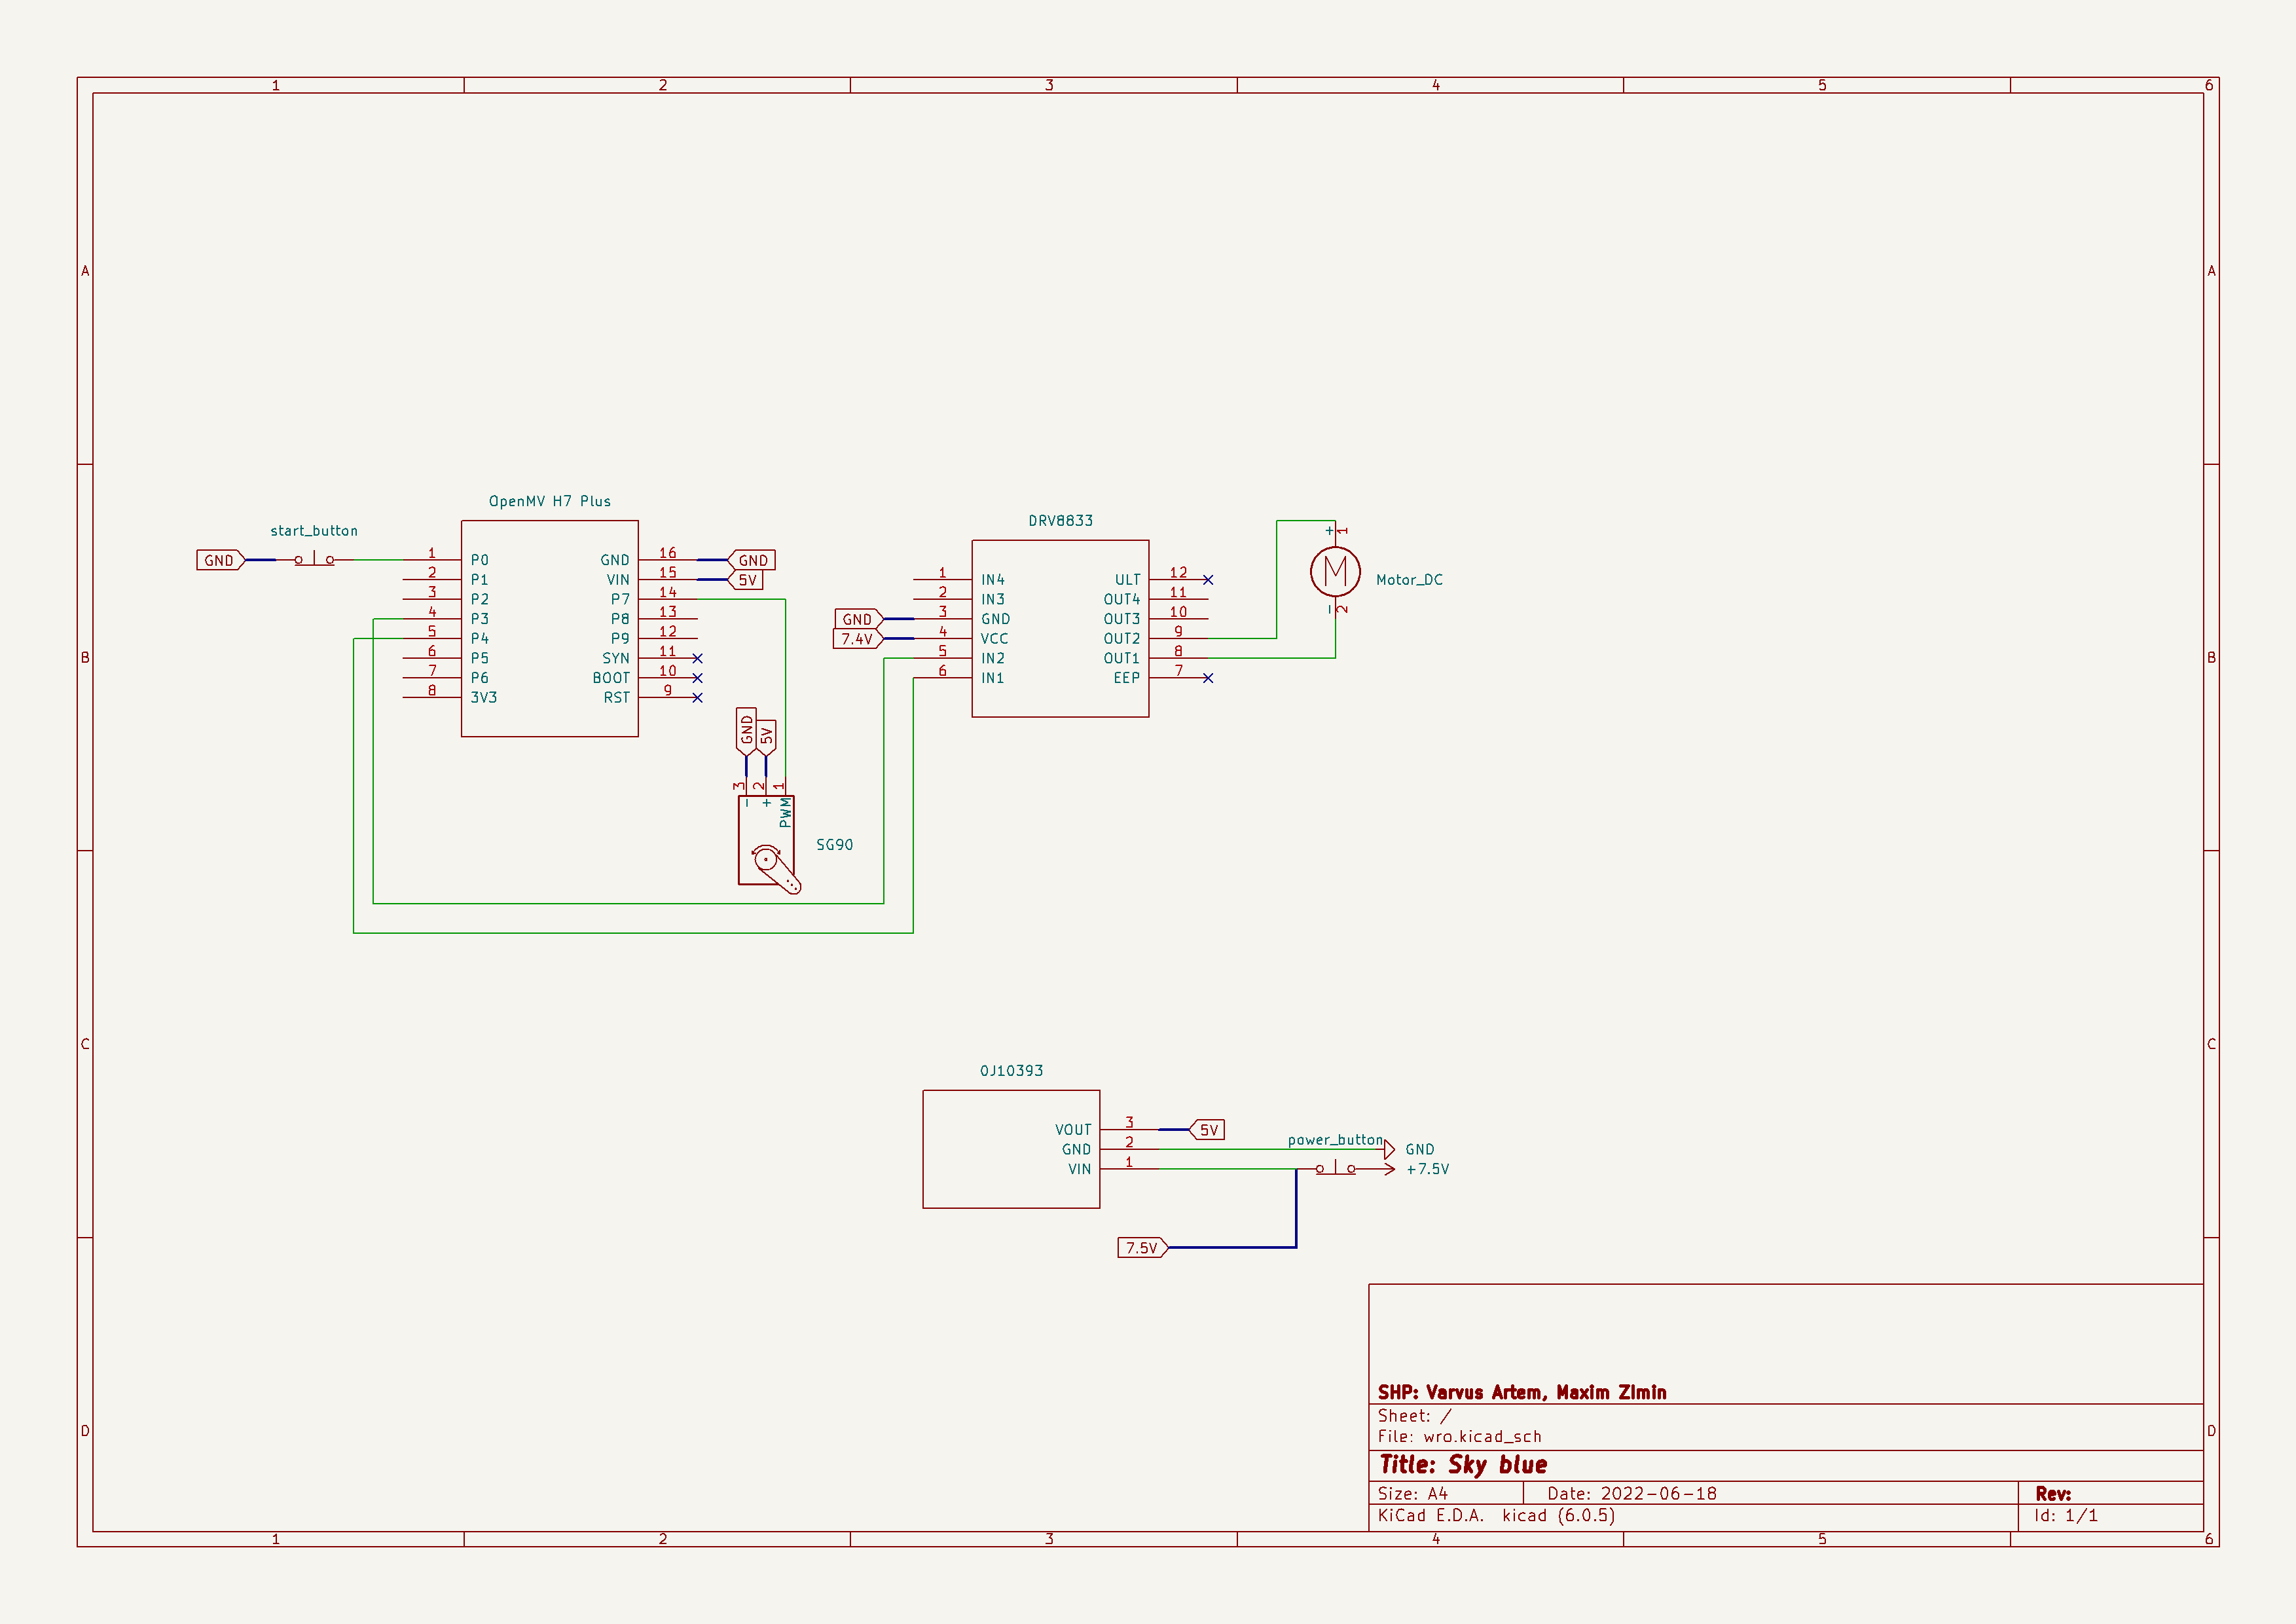 1 2 3 4 5 6
A A
OpenMV H7 Plus
DRV8833
start_button
+ 1
GND 1 P0 GND 16 GND
2 P1 VIN 15 5V 1 IN4 ULT 12 M Motor_DC
3 P2 P7 14 2 IN3 OUT4 11
4 P3 P8 13 GND 3 GND OUT3 10 - 2
5 P4 P9 12 7.4V 4 VCC OUT2 9
B B
6 P5 SYN 11 5 IN2 OUT1 8
7 P6 BOOT 10 6 IN1 EEP 7
8 3V3 RST 9
GND 5V
3 2 1
- + PWM
SG90
C C
OJ10393
VOUT 3 5V
GND 2 power_button GND
VIN 1 +7.5V
7.5V
SHP: Varvus Artem, Maxim ZImin
Sheet: /
File: wro.kicad_sch
D D
Title: Sky blue
Size: A4 Date: 2022-06-18 Rev:
KiCad E.D.A. kicad (6.0.5) Id: 1/1
1 2 3 4 5 6